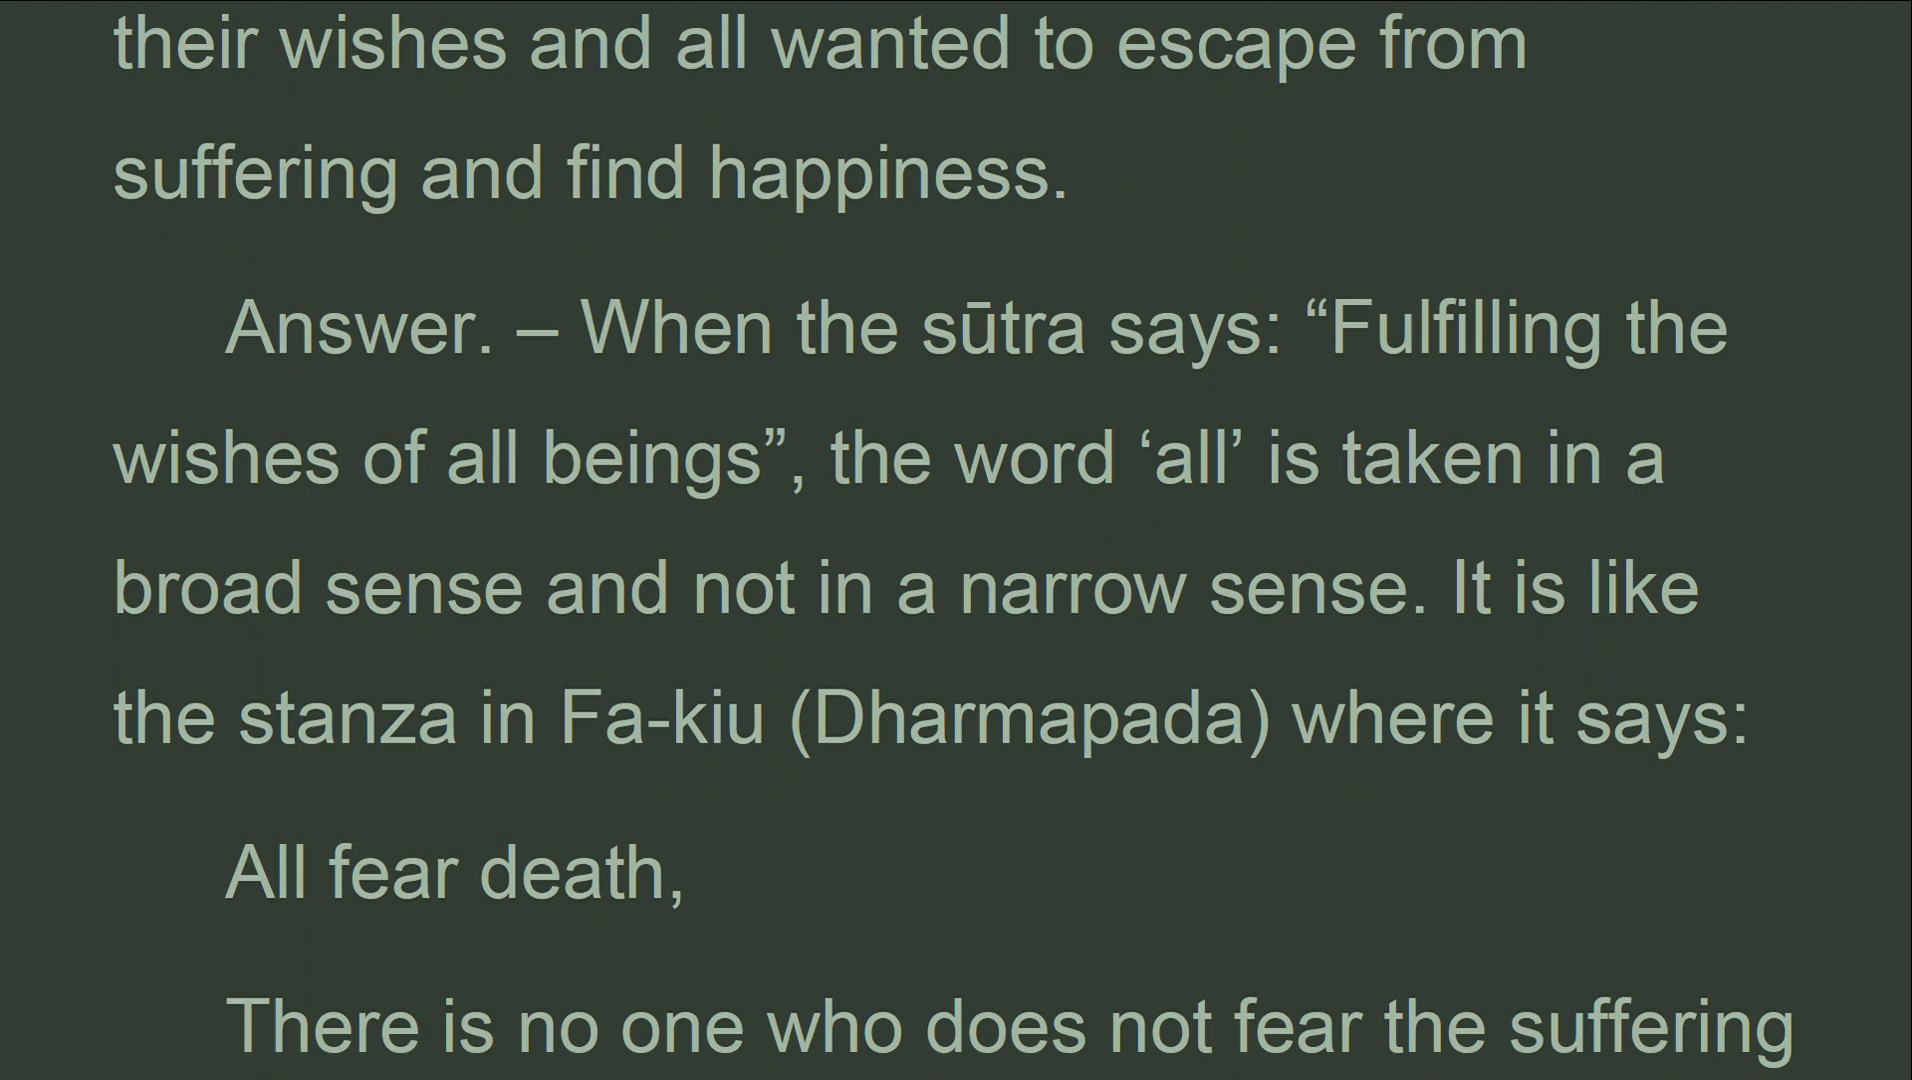 their wishes and all wanted to escape from
suffering and find happiness.
Answer. – When the sūtra says: “Fulfilling the
wishes of all beings”, the word ‘all’ is taken in a
broad sense and not in a narrow sense. It is like
the stanza in Fa-kiu (Dharmapada) where it says:
All fear death,
There is no one who does not fear the suffering